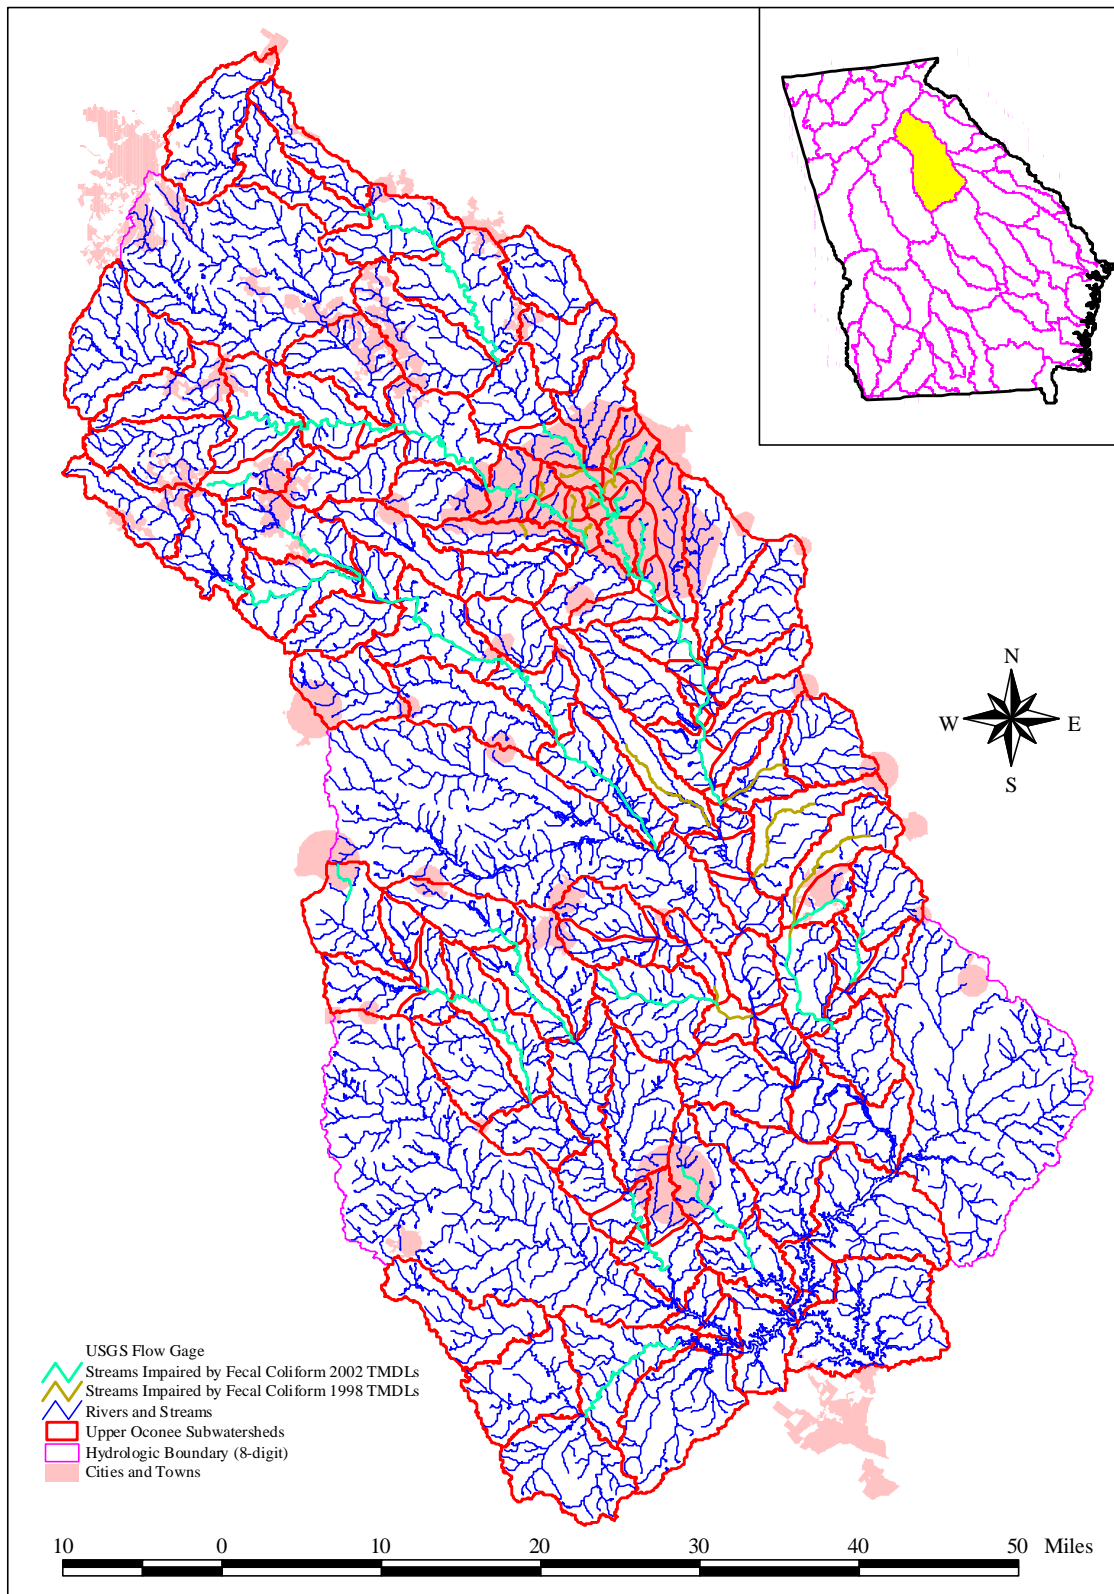 N
W E
S
USGS Flow Gage
Streams Impaired by Fecal Coliform 2002 TMDLs
Streams Impaired by Fecal Coliform 1998 TMDLs
Rivers and Streams
Upper Oconee Subwatersheds
Hydrologic Boundary (8-digit)
Cities and Towns
10 0 10 20 30 40 50 Miles